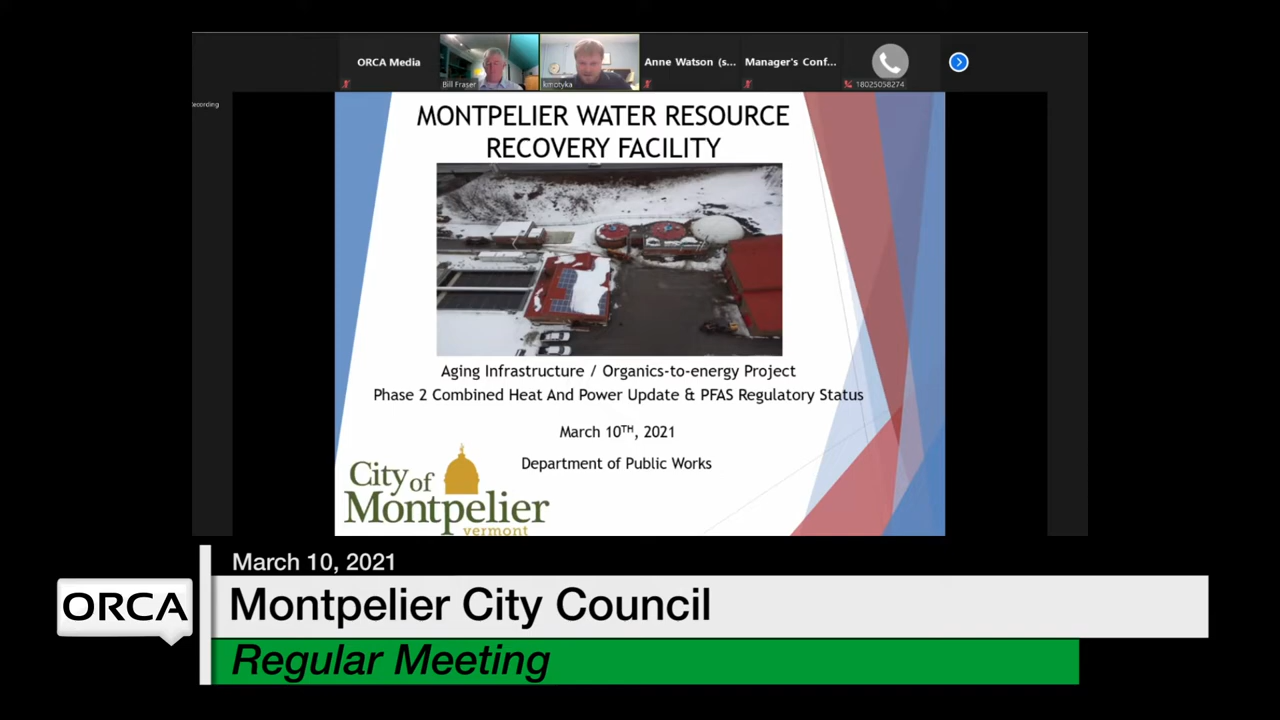 ORCA Media
Bill Fraser
kmotyka
Anne Watson (s...
Manager's Conf...
18025058274
ecording
MONTPELIER WATER RESOURCE
RECOVERY FACILITY
Aging Infrastructure / Organics-to-energy Project
Phase 2 Combined Heat And Power Update & PFAS Regulatory Status
March 10TH, 2021
Department of Public Works
City of
Montpelier
vermont
March 10, 2021
ORCA
Montpelier City Council
Regular Meeting